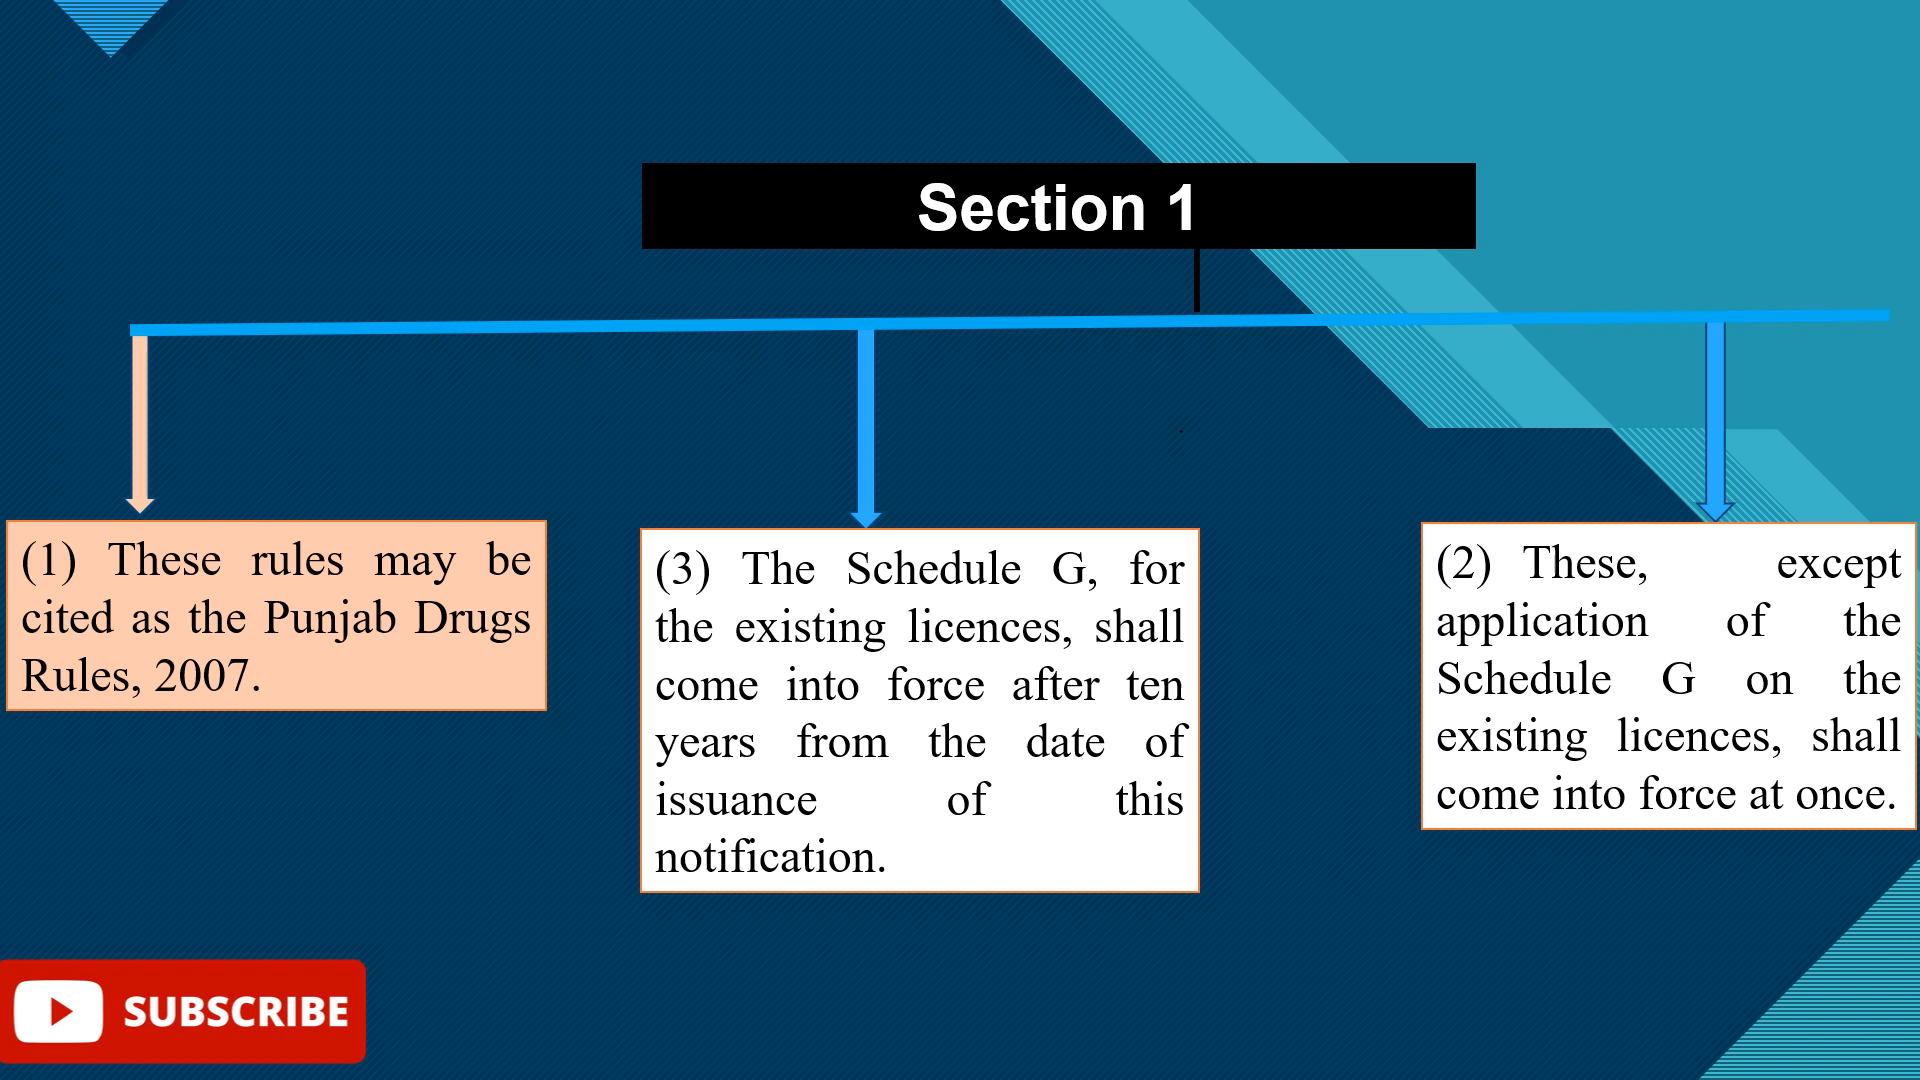 Section 1
(1) These rules may be
cited as the Punjab Drugs
Rules, 2007.
(3) The Schedule G, for
the existing licences, shall
come into force after ten
years from the date of
issuance of this
notification.
(2) These, except
application of the
Schedule G on the
existing licences, shall
come into force at once.
SUBSCRIBE